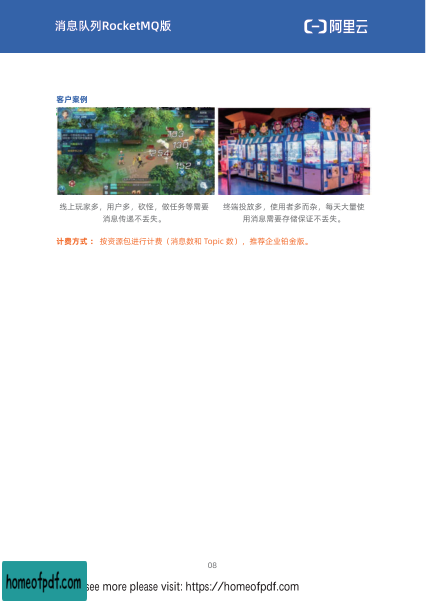 消息队列RocketMQ版
阿里云
客户案例
183
130
254
152
线上玩家多，用户多，砍怪，做任务等需要
消息传递不丢失。
终端投放多，使用者多而杂，每天大量使
用消息需要存储保证不丢失。
计费方式： 按资源包进行计费（消息数和 Topic 数），推荐企业铂金版。
08
homeofpdf.com
see more please visit: https://homeofpdf.com